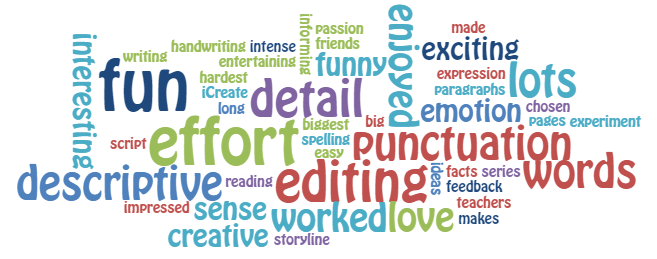 made
passion
informing
enjoyed
interesting
handwriting intense
friends
exciting
writing
entertaining
funny
expression
lots
hardest
fun
iCreate
detail
paragraphs
long
emotion
chosen
effort
biggest
big
pages experiment
script
spelling
punctuation
easy
words
descriptive
reading
editing
ideas
facts series
feedback
impressed
sense
worked
love
teachers
makes
creative
storyline